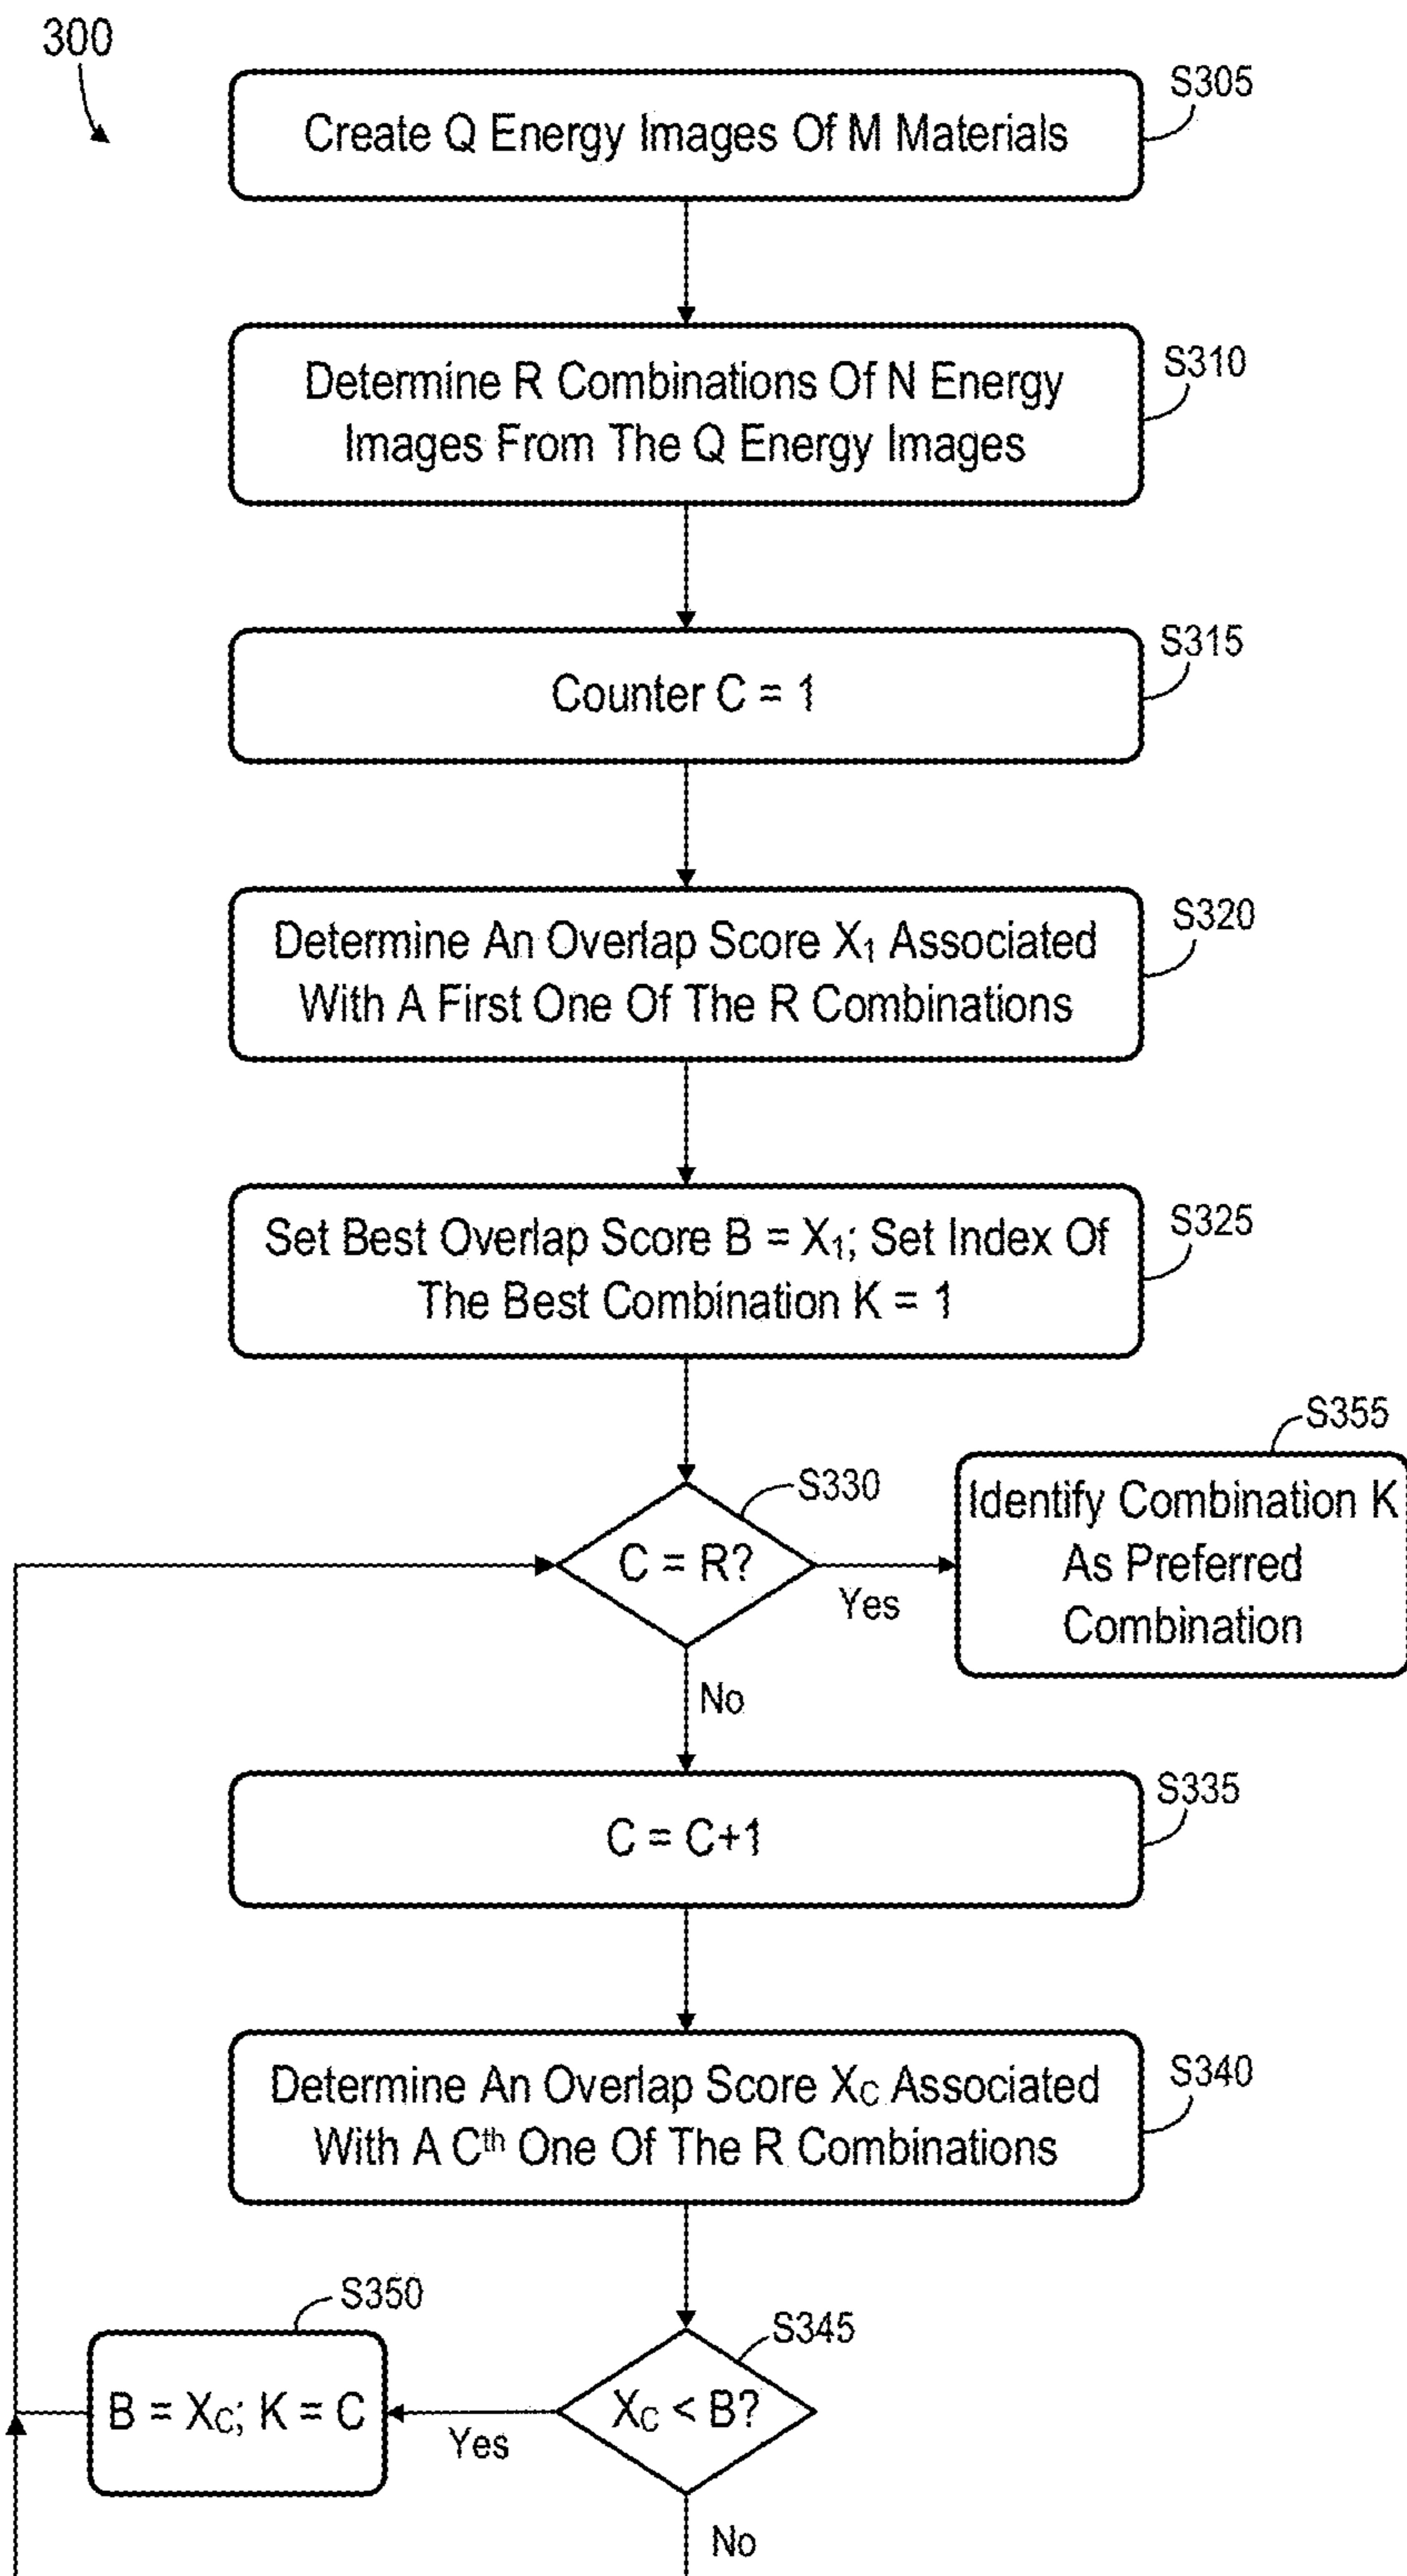 300
S305
Create Q Energy Images Of M Materials
S310
Determine R Combinations Of N Energy
Images From The Q Energy Images
S315
Counter C = 1
S320
Determine An Overlap Score X₁ Associated
With A First One Of The R Combinations
S325
Set Best Overlap Score B = X₁; Set Index Of
The Best Combination K = 1
S355
Identify Combination K
As Preferred
Combination
S330
C = R?
Yes
No
S335
C = C+1
S340
Determine An Overlap Score X_C Associated
With A Cᵗʰ One Of The R Combinations
S350
B = X_C; K = C
S345
X_C < B?
Yes
No